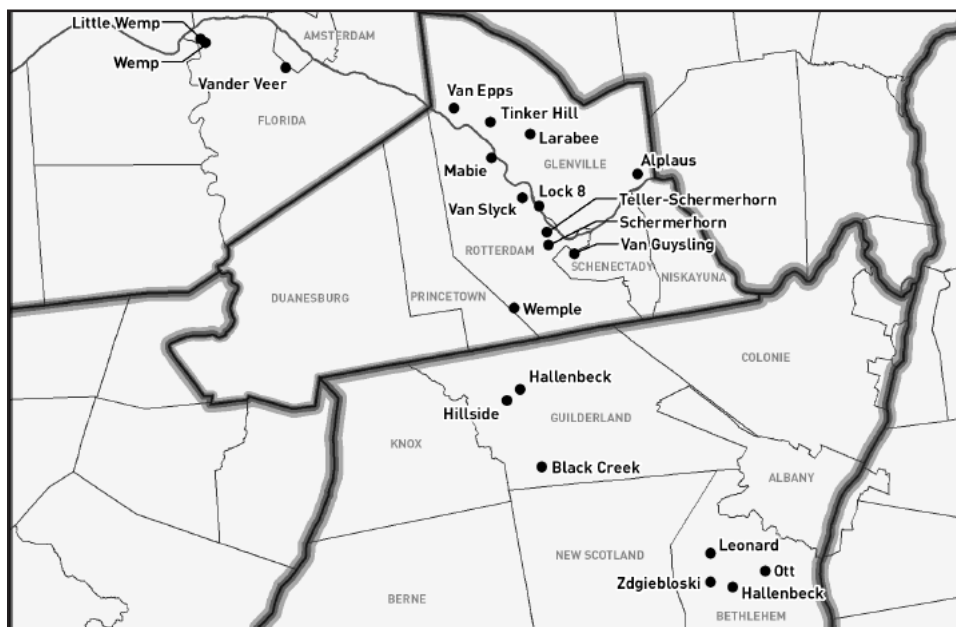 Little Wemp
AMSTERDAM
Wemp
Vander Veer
Van Epps
FLORIDA
Tinker Hill
Larabee
Mabie
GLENVILLE
Alplaus
Lock 8
Van Slyck
Teller-Schermerhorn
Schermerhorn
ROTTERDAM
Van Guysling
SCHENECTADY
NISKAYUNA
DUANESBURG
PRINCETOWN
Wemple
COLONIE
Hallenbeck
Hillside
GUILDERLAND
KNOX
Black Creek
ALBANY
Leonard
NEW SCOTLAND
Ott
Zdgiebloski
Hallenbeck
BERNE
BETHLEHEM